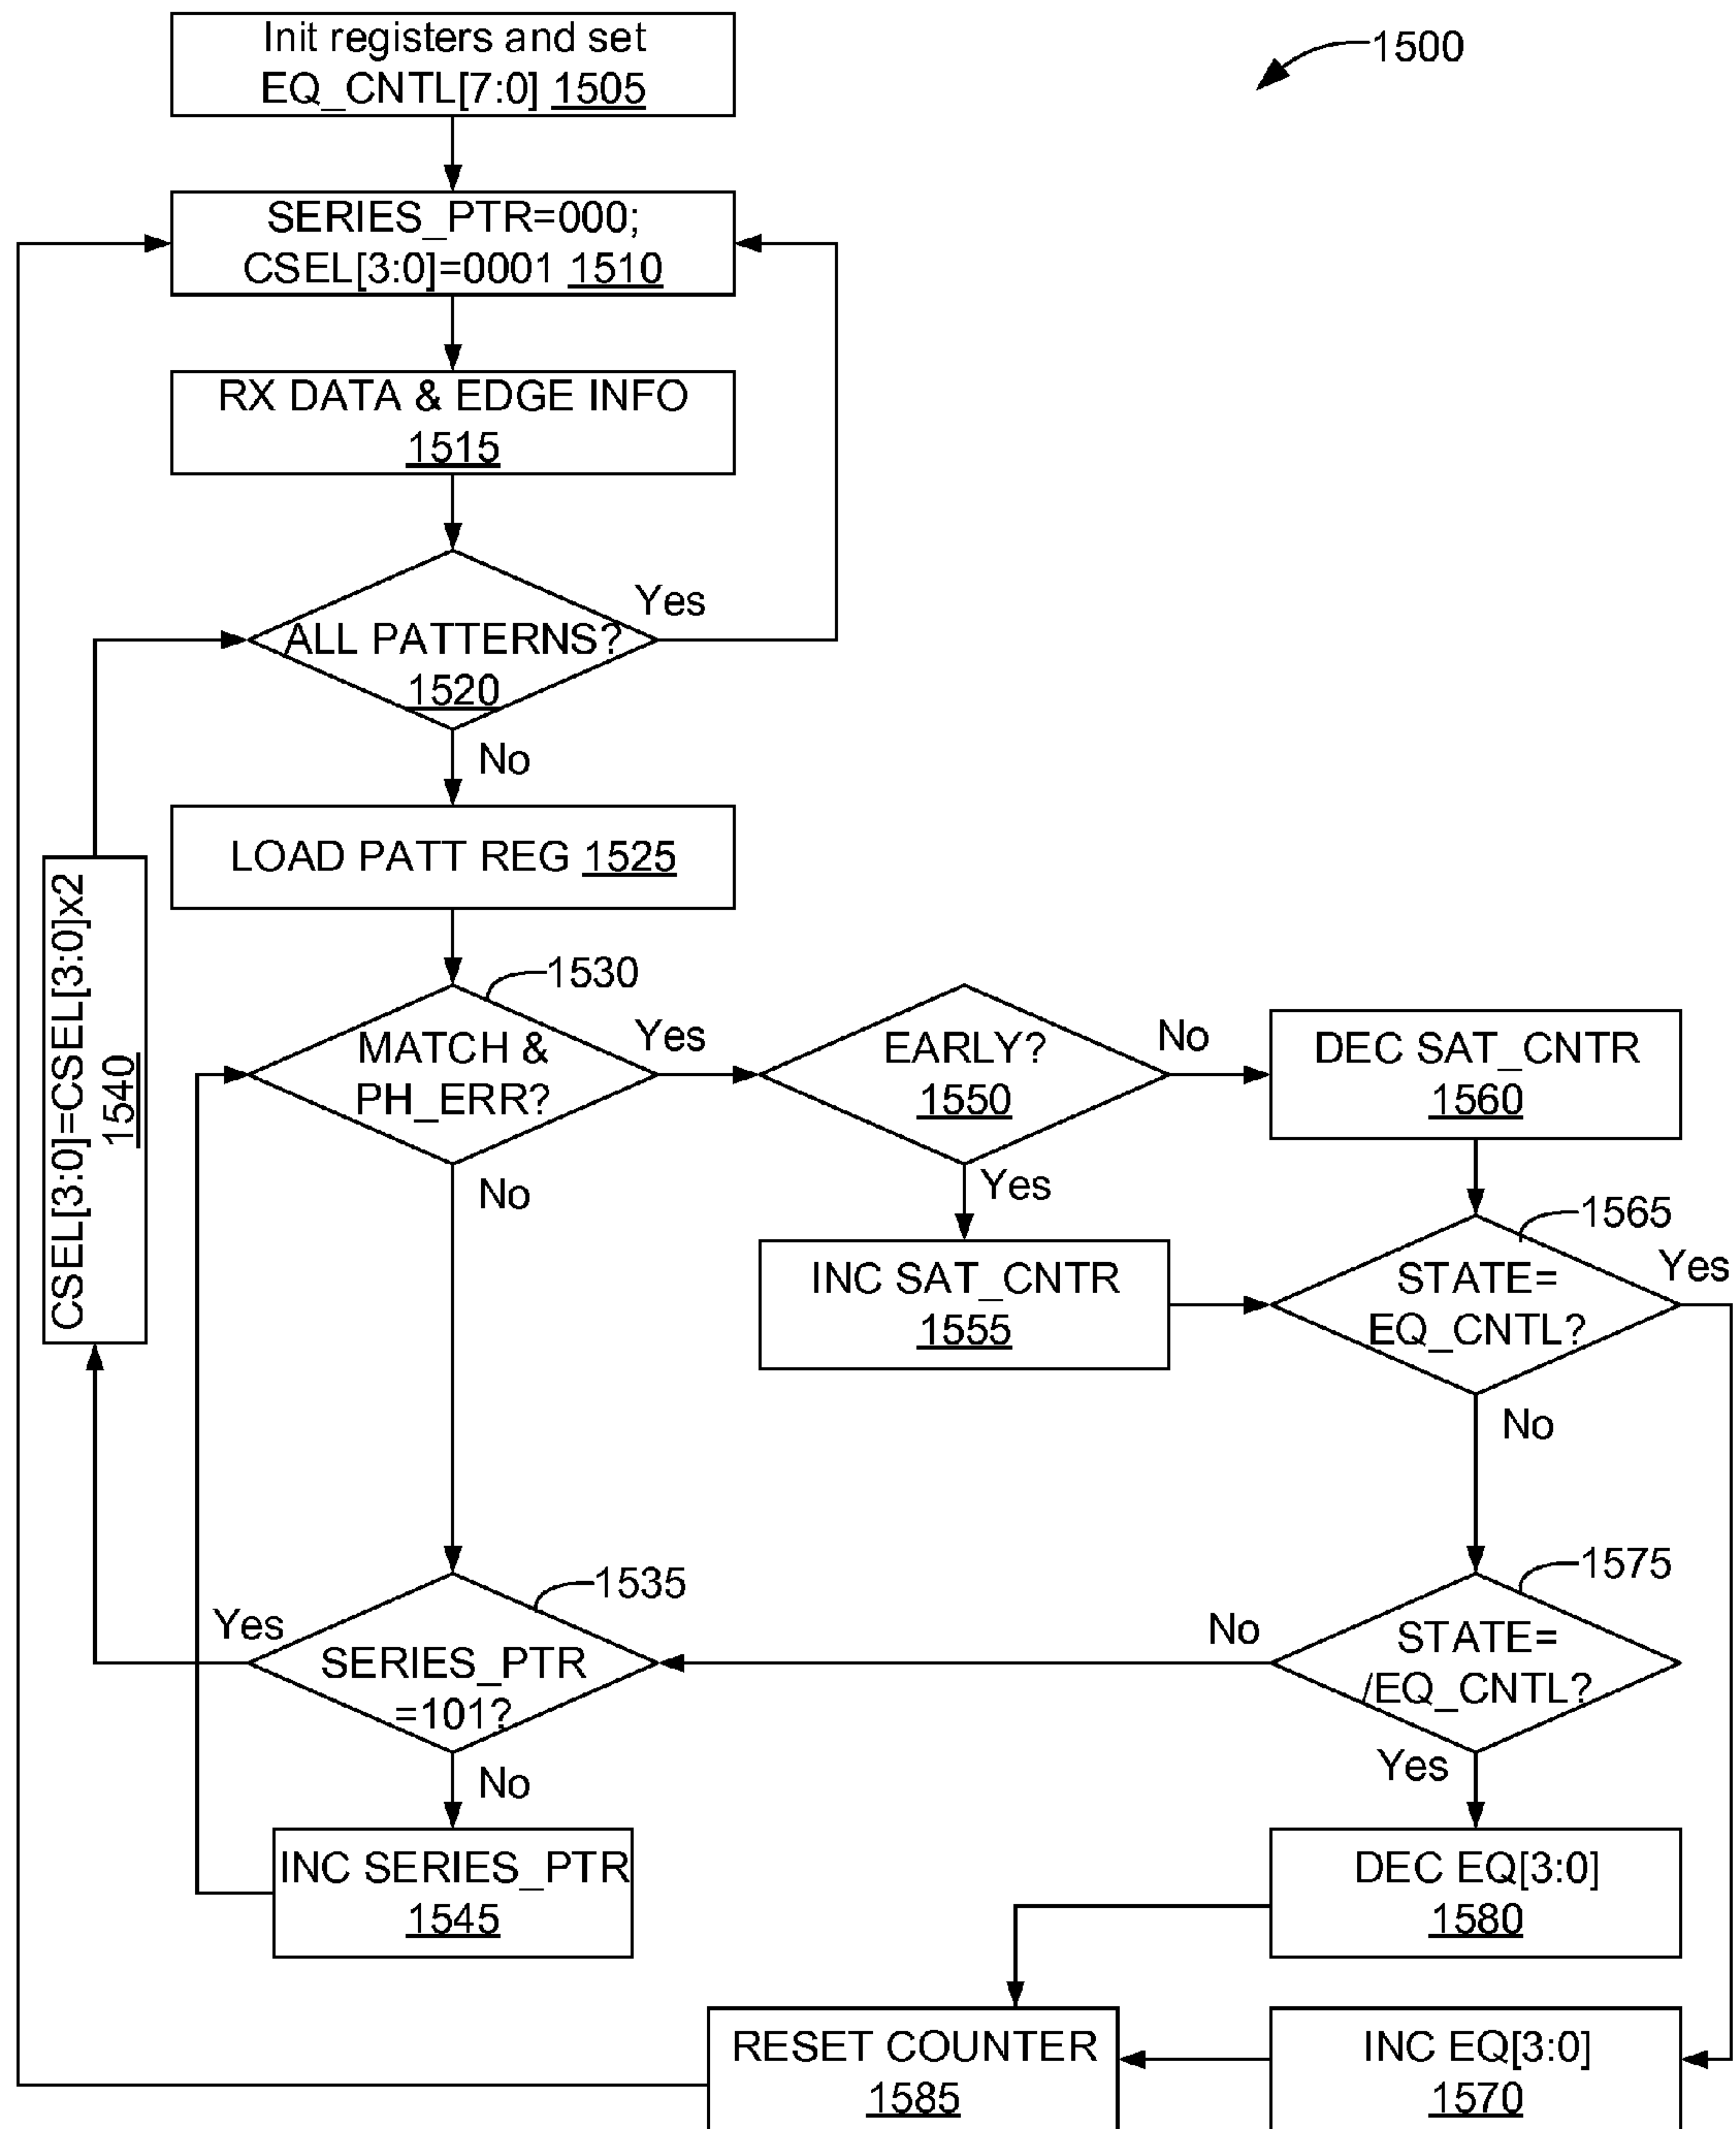 Init registers and set
EQ_CNTL[7:0] 1505
1500
SERIES_PTR=000;
CSEL[3:0]=0001 1510
RX DATA & EDGE INFO
1515
ALL PATTERNS?
1520
Yes
No
LOAD PATT REG 1525
CSEL[3:0]=CSEL[3:0]x2
1540
1530
MATCH &
PH_ERR?
Yes
No
EARLY?
1550
No
Yes
DEC SAT_CNTR
1560
INC SAT_CNTR
1555
1565
STATE=
EQ_CNTL?
Yes
No
1535
SERIES_PTR
=101?
Yes
No
1575
STATE=
/EQ_CNTL?
No
Yes
INC SERIES_PTR
1545
DEC EQ[3:0]
1580
RESET COUNTER
1585
INC EQ[3:0]
1570